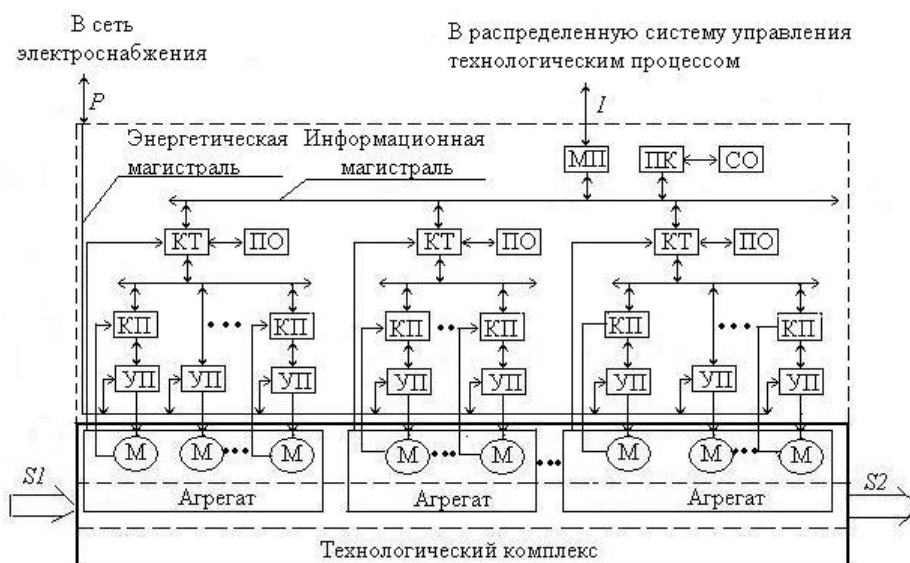 В сеть
электроснабжения
В распределенную систему управления
технологическим процессом
P
I
Энергетическая
магистраль
Информационная
магистраль
МП
ПК
СО
КТ
ПО
КТ
ПО
КТ
ПО
КП
КП
КП
КП
КП
КП
УП
УП
УП
УП
УП
УП
УП
УП
М
М
М
М
М
М
М
М
S1
S2
Агрегат
Агрегат
Агрегат
Технологический комплекс